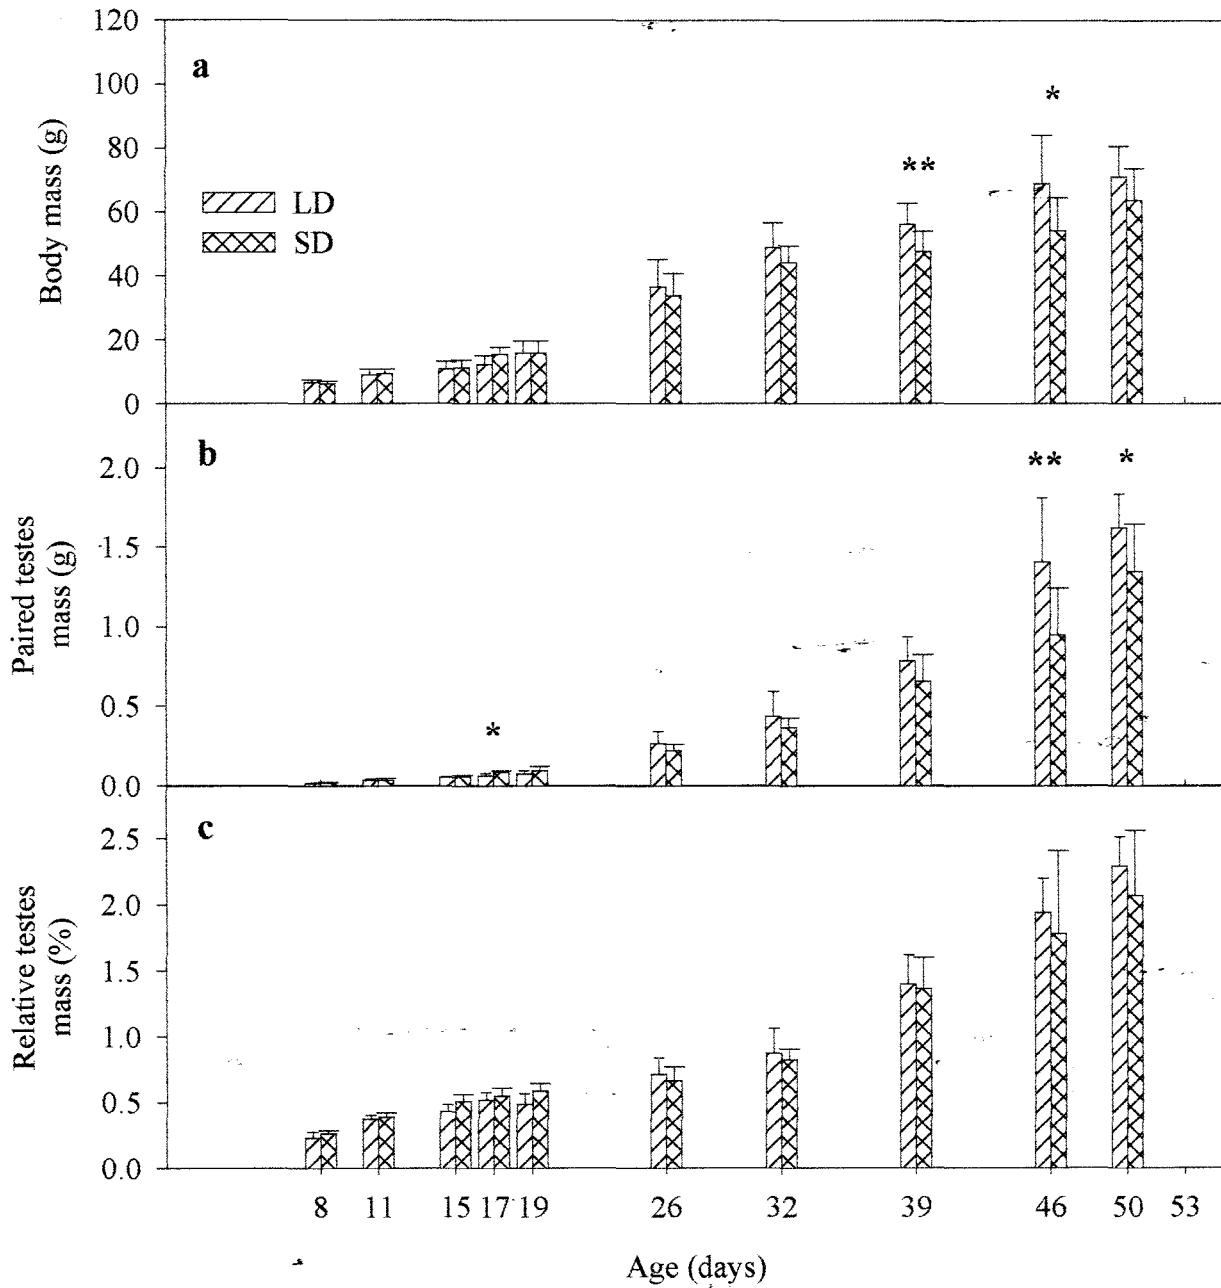 120
a
100
*
Body mass (g)
80
**
LD
60
SD
40
20
0
b
2.0
** *
Paired testes
mass (g)
1.5
1.0
0.5
*
0.0
c
2.5
Relative testes
mass (%)
2.0
1.5
1.0
0.5
0.0
8 11 15 17 19 26 32 39 46 50 53
Age (days)